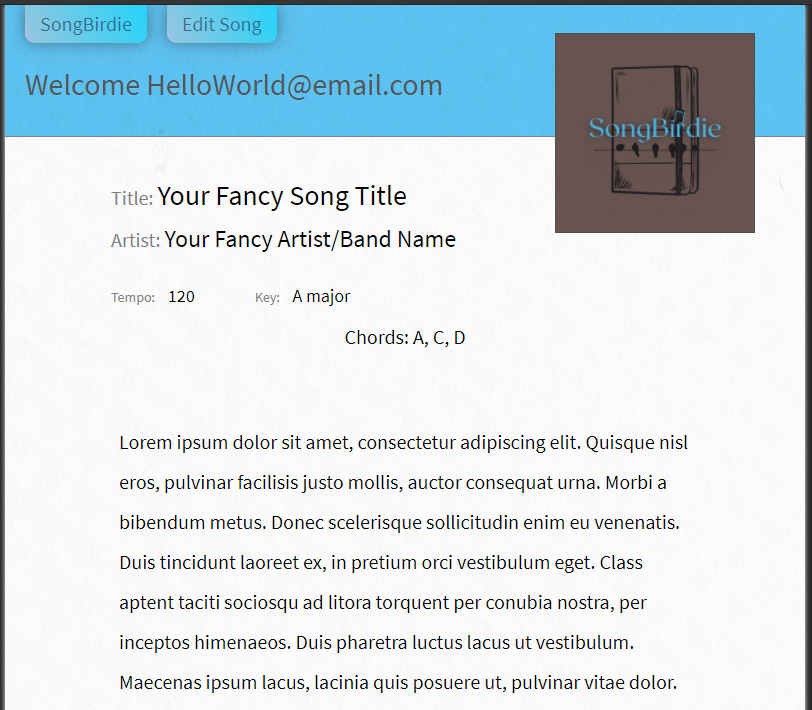 SongBirdie Edit Song
Welcome HelloWorld@email.com
SongBirdie
Title: Your Fancy Song Title
Artist: Your Fancy Artist/Band Name
Tempo: 120 Key: A major
Chords: A, C, D
Lorem ipsum dolor sit amet, consectetur adipiscing elit. Quisque nisl
eros, pulvinar facilisis justo mollis, auctor consequat urna. Morbi a
bibendum metus. Donec scelerisque sollicitudin enim eu venenatis.
Duis tincidunt laoreet ex, in pretium orci vestibulum eget. Class
aptent taciti sociosqu ad litora torquent per conubia nostra, per
inceptos himenaeos. Duis pharetra luctus lacus ut vestibulum.
Maecenas ipsum lacus, lacinia quis posuere ut, pulvinar vitae dolor.